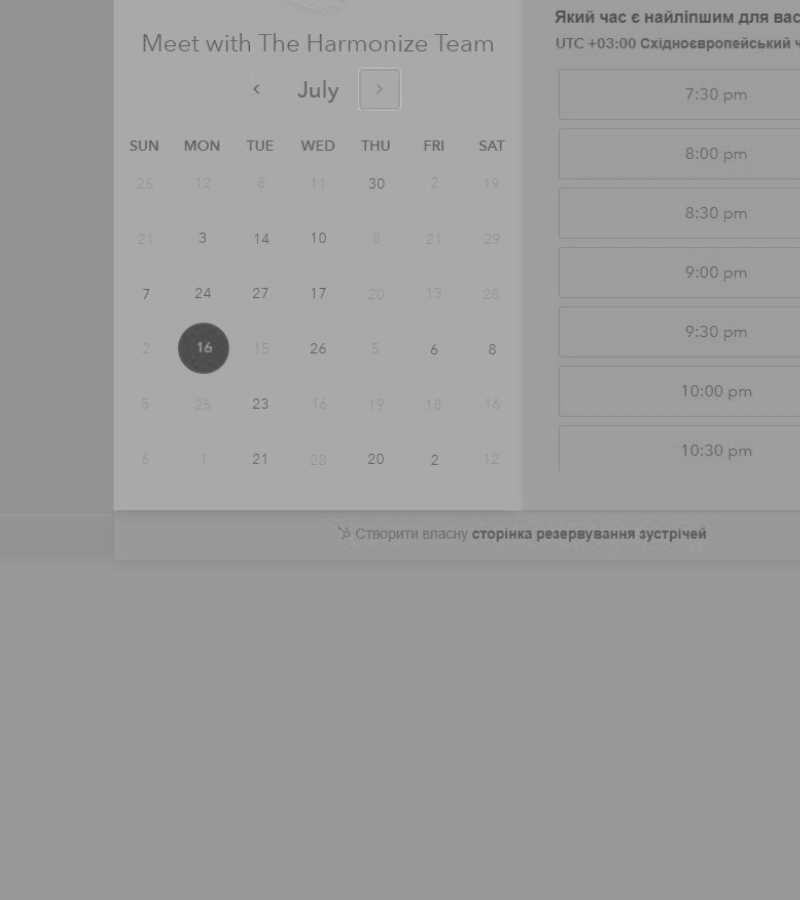 Meet with The Harmonize Team
July
SUN MON TUE WED THU FRI SAT
25 12 8 11 30 2 19
21 3 14 10 8 21 29
7 24 27 17 20 13 28
2 16 15 26 5 6 8
5 25 23 16 19 18 16
6 1 21 28 20 2 12
Який час є найліпшим для вас
UTC +03:00 Східноєвропейський ч
7:30 pm
8:00 pm
8:30 pm
9:00 pm
9:30 pm
10:00 pm
10:30 pm
Створити власну сторінка резервування зустрічей